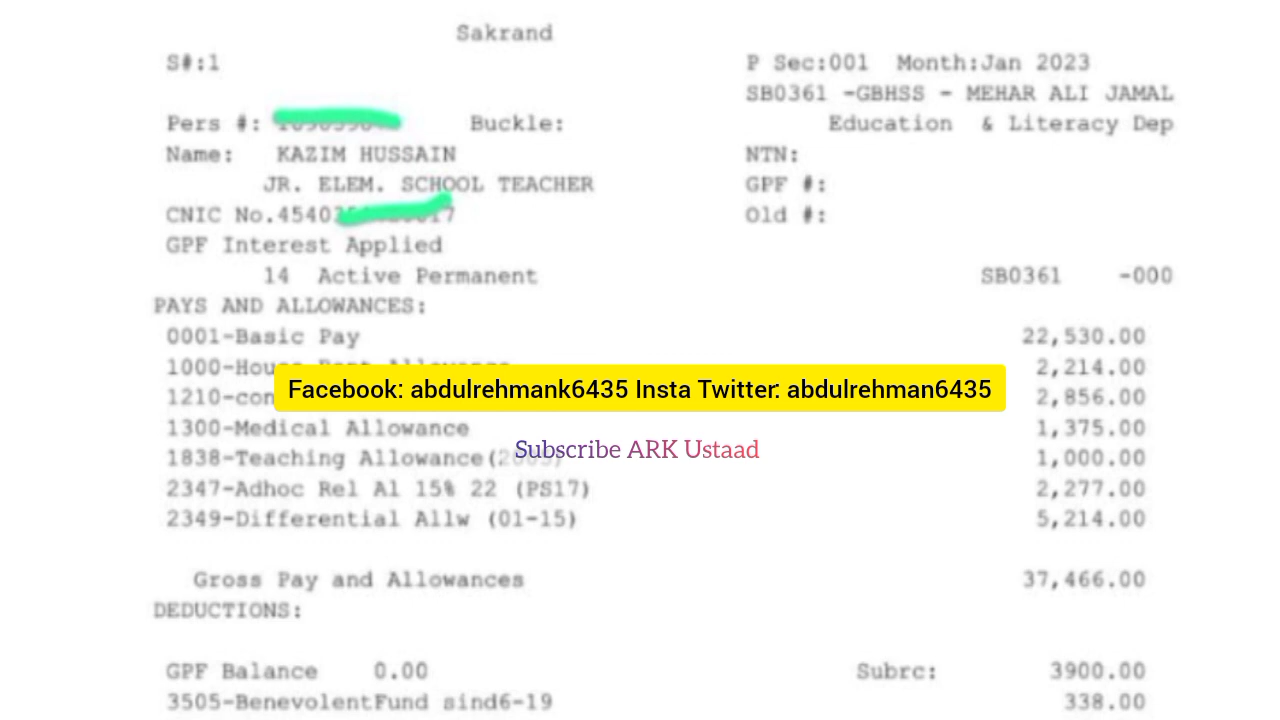 Sakrand
S#:1 P Sec:001 Month:Jan 2023
SB0361 -GBHSS - MEHAR ALI JAMAL
Pers #: Buckle: Education & Literacy Dep
Name: KAZIM HUSSAIN NTN:
JR. ELEM. SCHOOL TEACHER GPF #:
CNIC No. Old #:
GPF Interest Applied
14 Active Permanent SB0361 -000
PAYS AND ALLOWANCES:
0001-Basic Pay 22,530.00
2,214.00
Facebook: abdulrehmank6435 Insta Twitter: abdulrehman6435
2,856.00
1300-Medical Allowance 1,375.00
Subscribe ARK Ustaad
1838-Teaching Allowance 1,000.00
2347-Adhoc Rel Al 15% 22 (PS17) 2,277.00
2349-Differential Allw (01-15) 5,214.00
Gross Pay and Allowances 37,466.00
DEDUCTIONS:
GPF Balance 0.00 Subrc: 3900.00
3505-BenevolentFund sind6-19 338.00